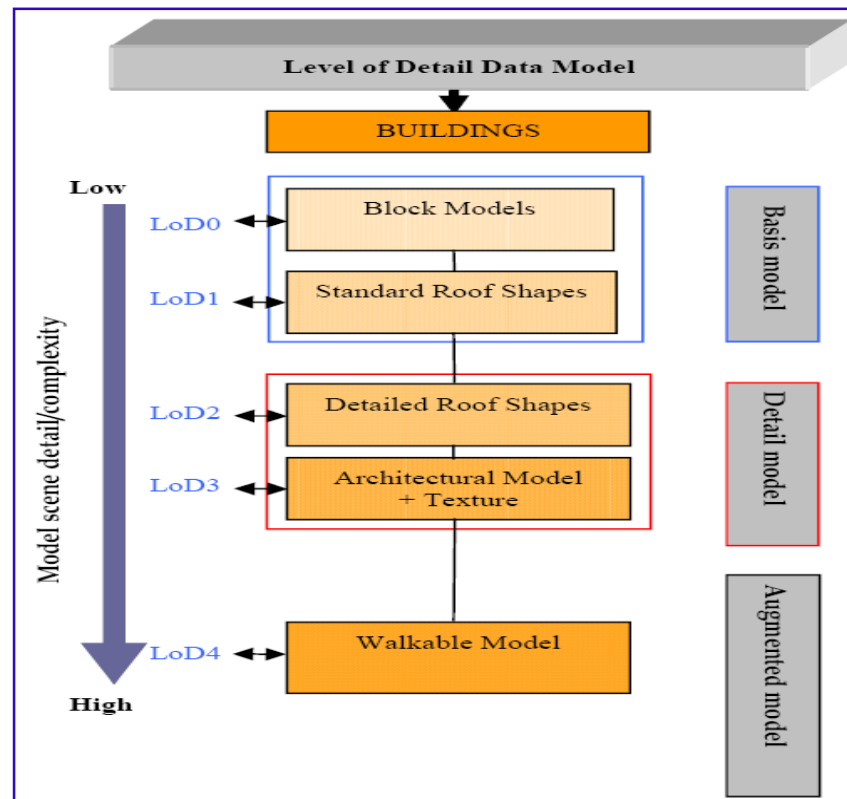 Level of Detail Data Model
BUILDINGS
Low
LoD0
Block Models
LoD1
Standard Roof Shapes
Basis model
Model scene detail/complexity
LoD2
Detailed Roof Shapes
LoD3
Architectural Model
+ Texture
Detail model
LoD4
Walkable Model
Augmented model
High